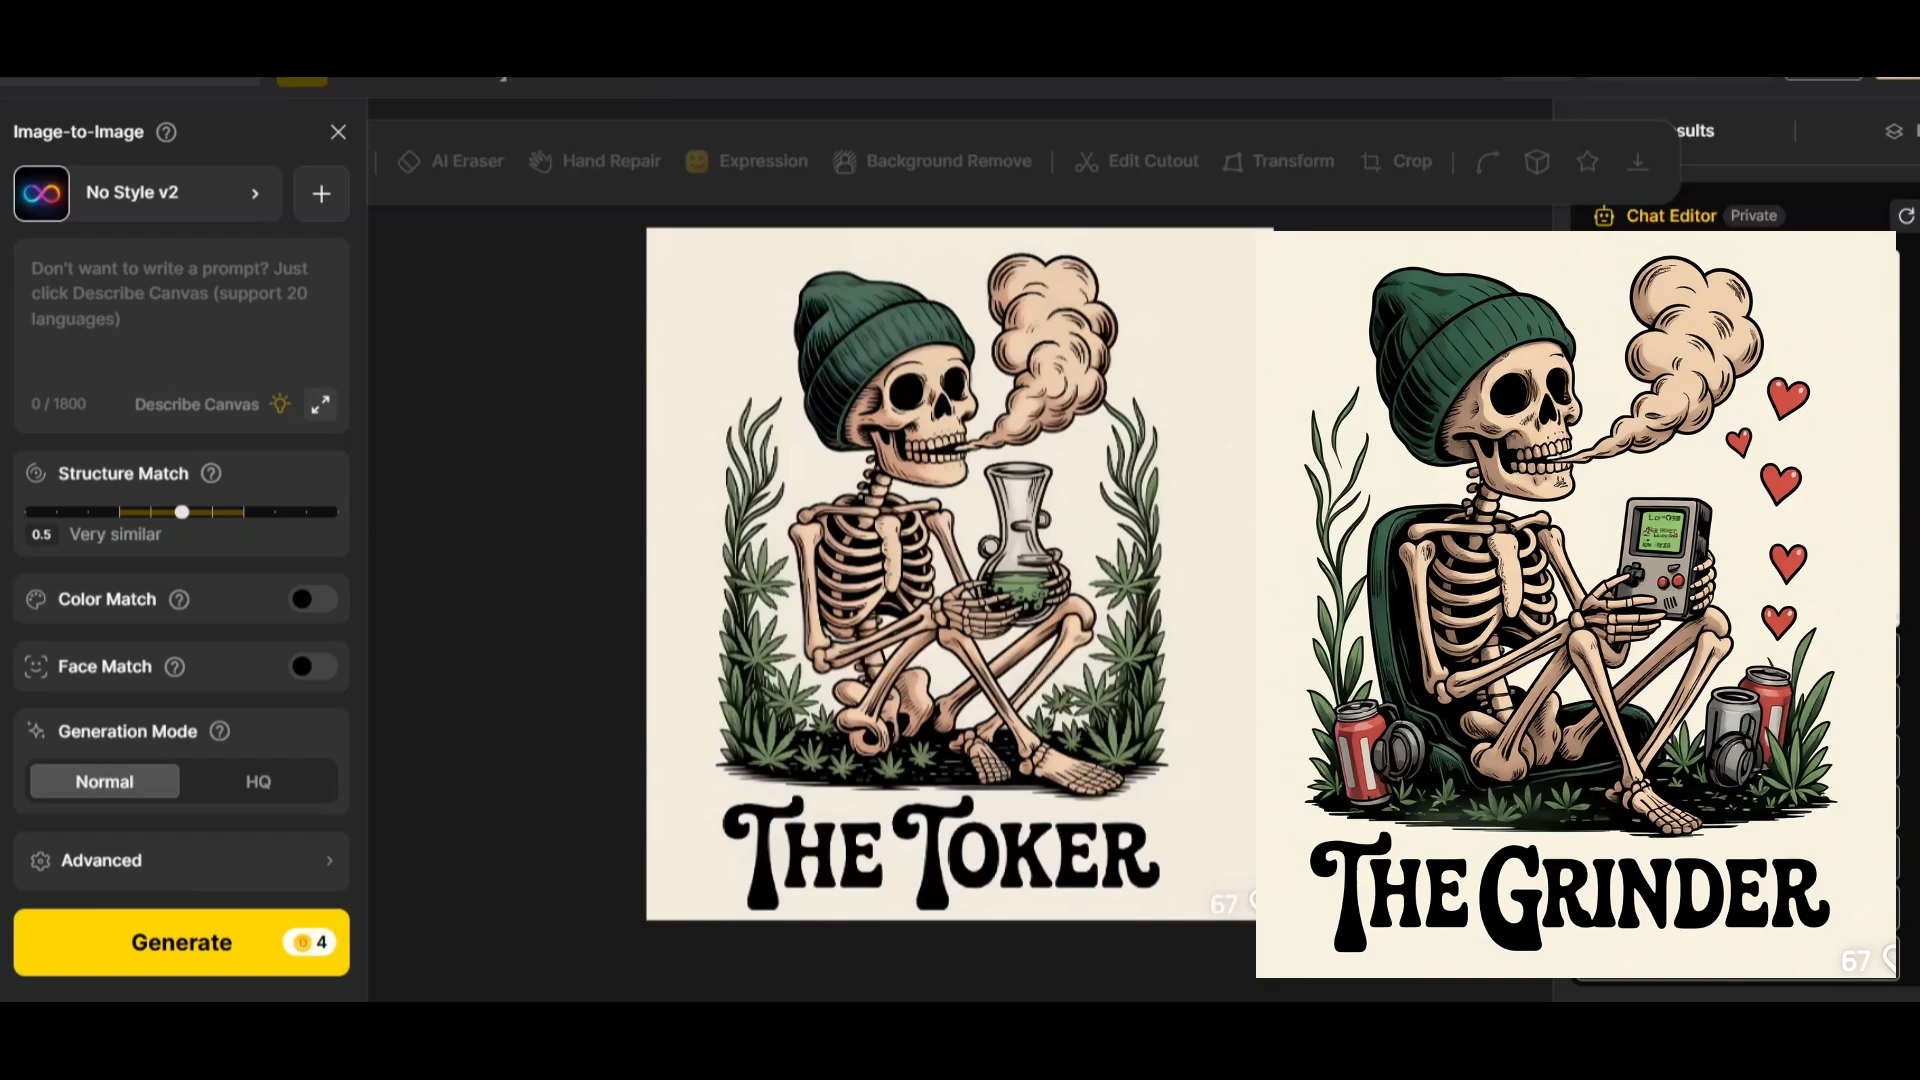 Image-to-Image
No Style v2
Don't want to write a prompt? Just
click Describe Canvas (support 20
languages)
0 / 1800 Describe Canvas
Structure Match
0.5 Very similar
Color Match
Face Match
Generation Mode
Normal HQ
Advanced
Generate 4
AI Eraser Hand Repair Expression Background Remove Edit Cutout Transform Crop
sults
Chat Editor Private
THE TOKER
67
THE GRINDER
67